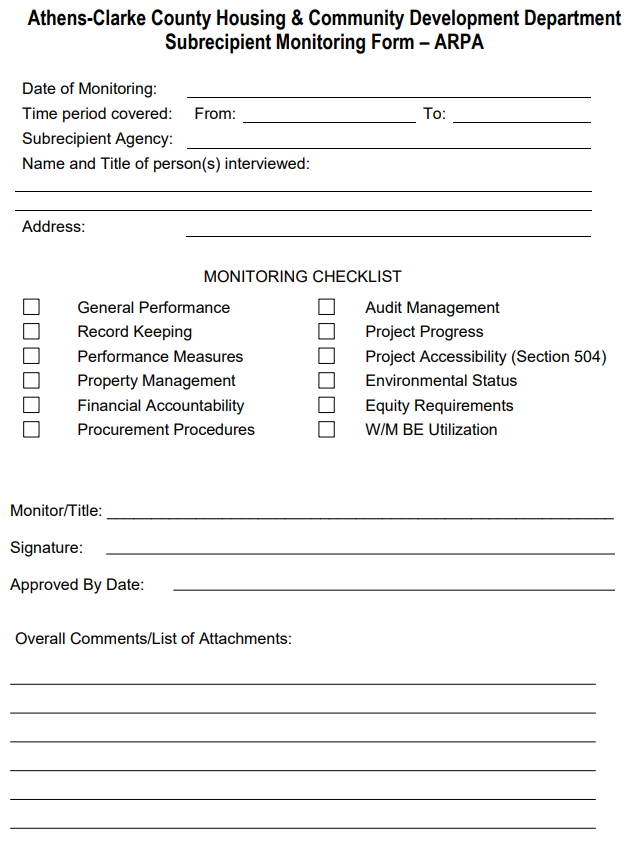 Athens-Clarke County Housing & Community Development Department
Subrecipient Monitoring Form – ARPA
Date of Monitoring:
Time period covered: From: To:
Subrecipient Agency:
Name and Title of person(s) interviewed:
Address:
MONITORING CHECKLIST
General Performance Audit Management
Record Keeping Project Progress
Performance Measures Project Accessibility (Section 504)
Property Management Environmental Status
Financial Accountability Equity Requirements
Procurement Procedures W/M BE Utilization
Monitor/Title:
Signature:
Approved By Date:
Overall Comments/List of Attachments: